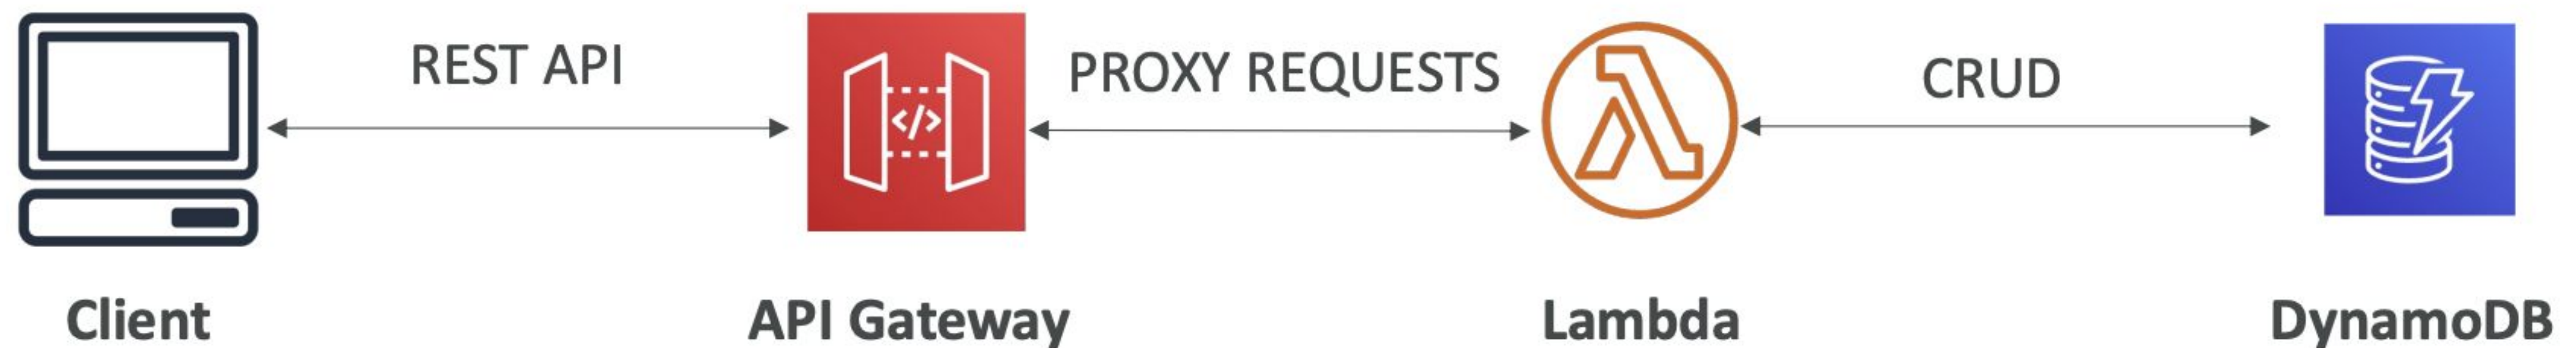 REST API
PROXY REQUESTS
CRUD
</>
Client
API Gateway
Lambda
DynamoDB